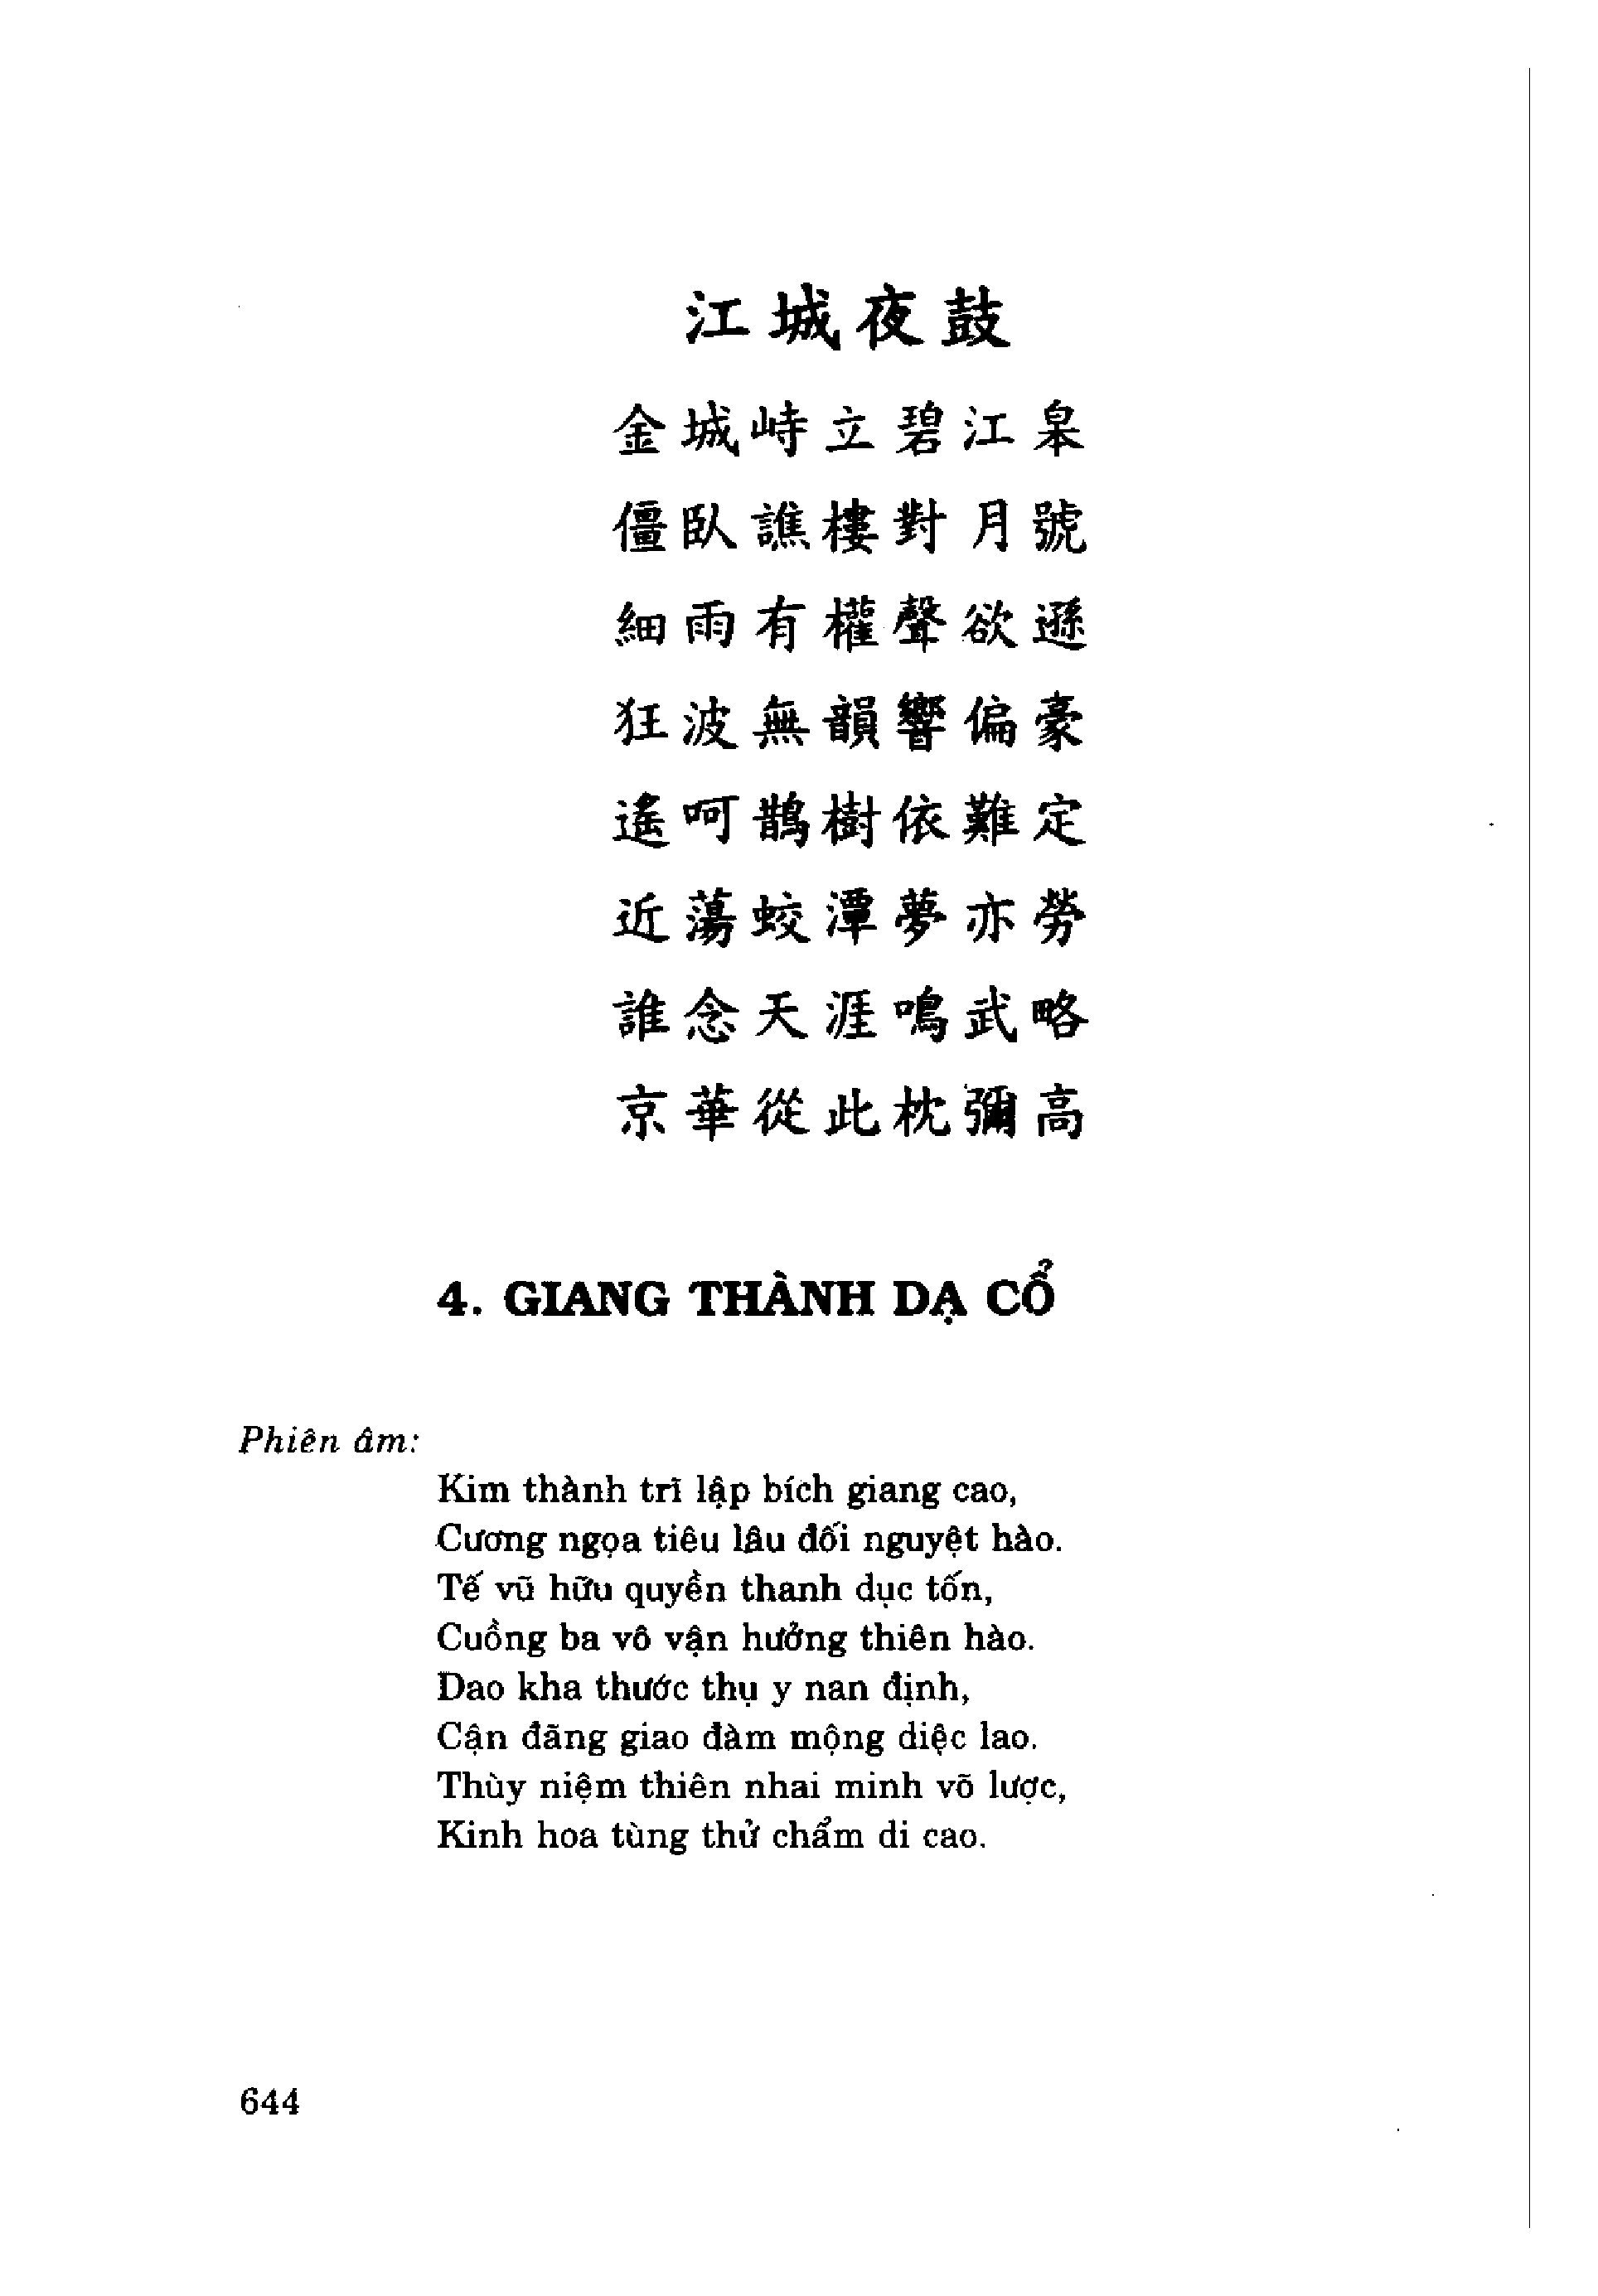 江城夜鼓
金城峙立碧江皋
僵臥譙樓對月號
細雨有權聲欲遜
狂波無韻響偏豪
遙呵鵲樹依難定
近蕩蛟潭夢亦勞
誰念天涯鳴武略
京華從此枕彌高
4. GIANG THÀNH DẠ CỔ
Phiên âm:
Kim thành trĩ lập bích giang cao,
Cương ngọa tiêu lâu đối nguyệt hào.
Tế vũ hữu quyền thanh dục tốn,
Cuồng ba vô vận hưởng thiên hào.
Dao kha thước thụ y nan định,
Cận đãng giao đàm mộng diệc lao.
Thùy niệm thiên nhai minh võ lược,
Kinh hoa tùng thử chẩm di cao.
644